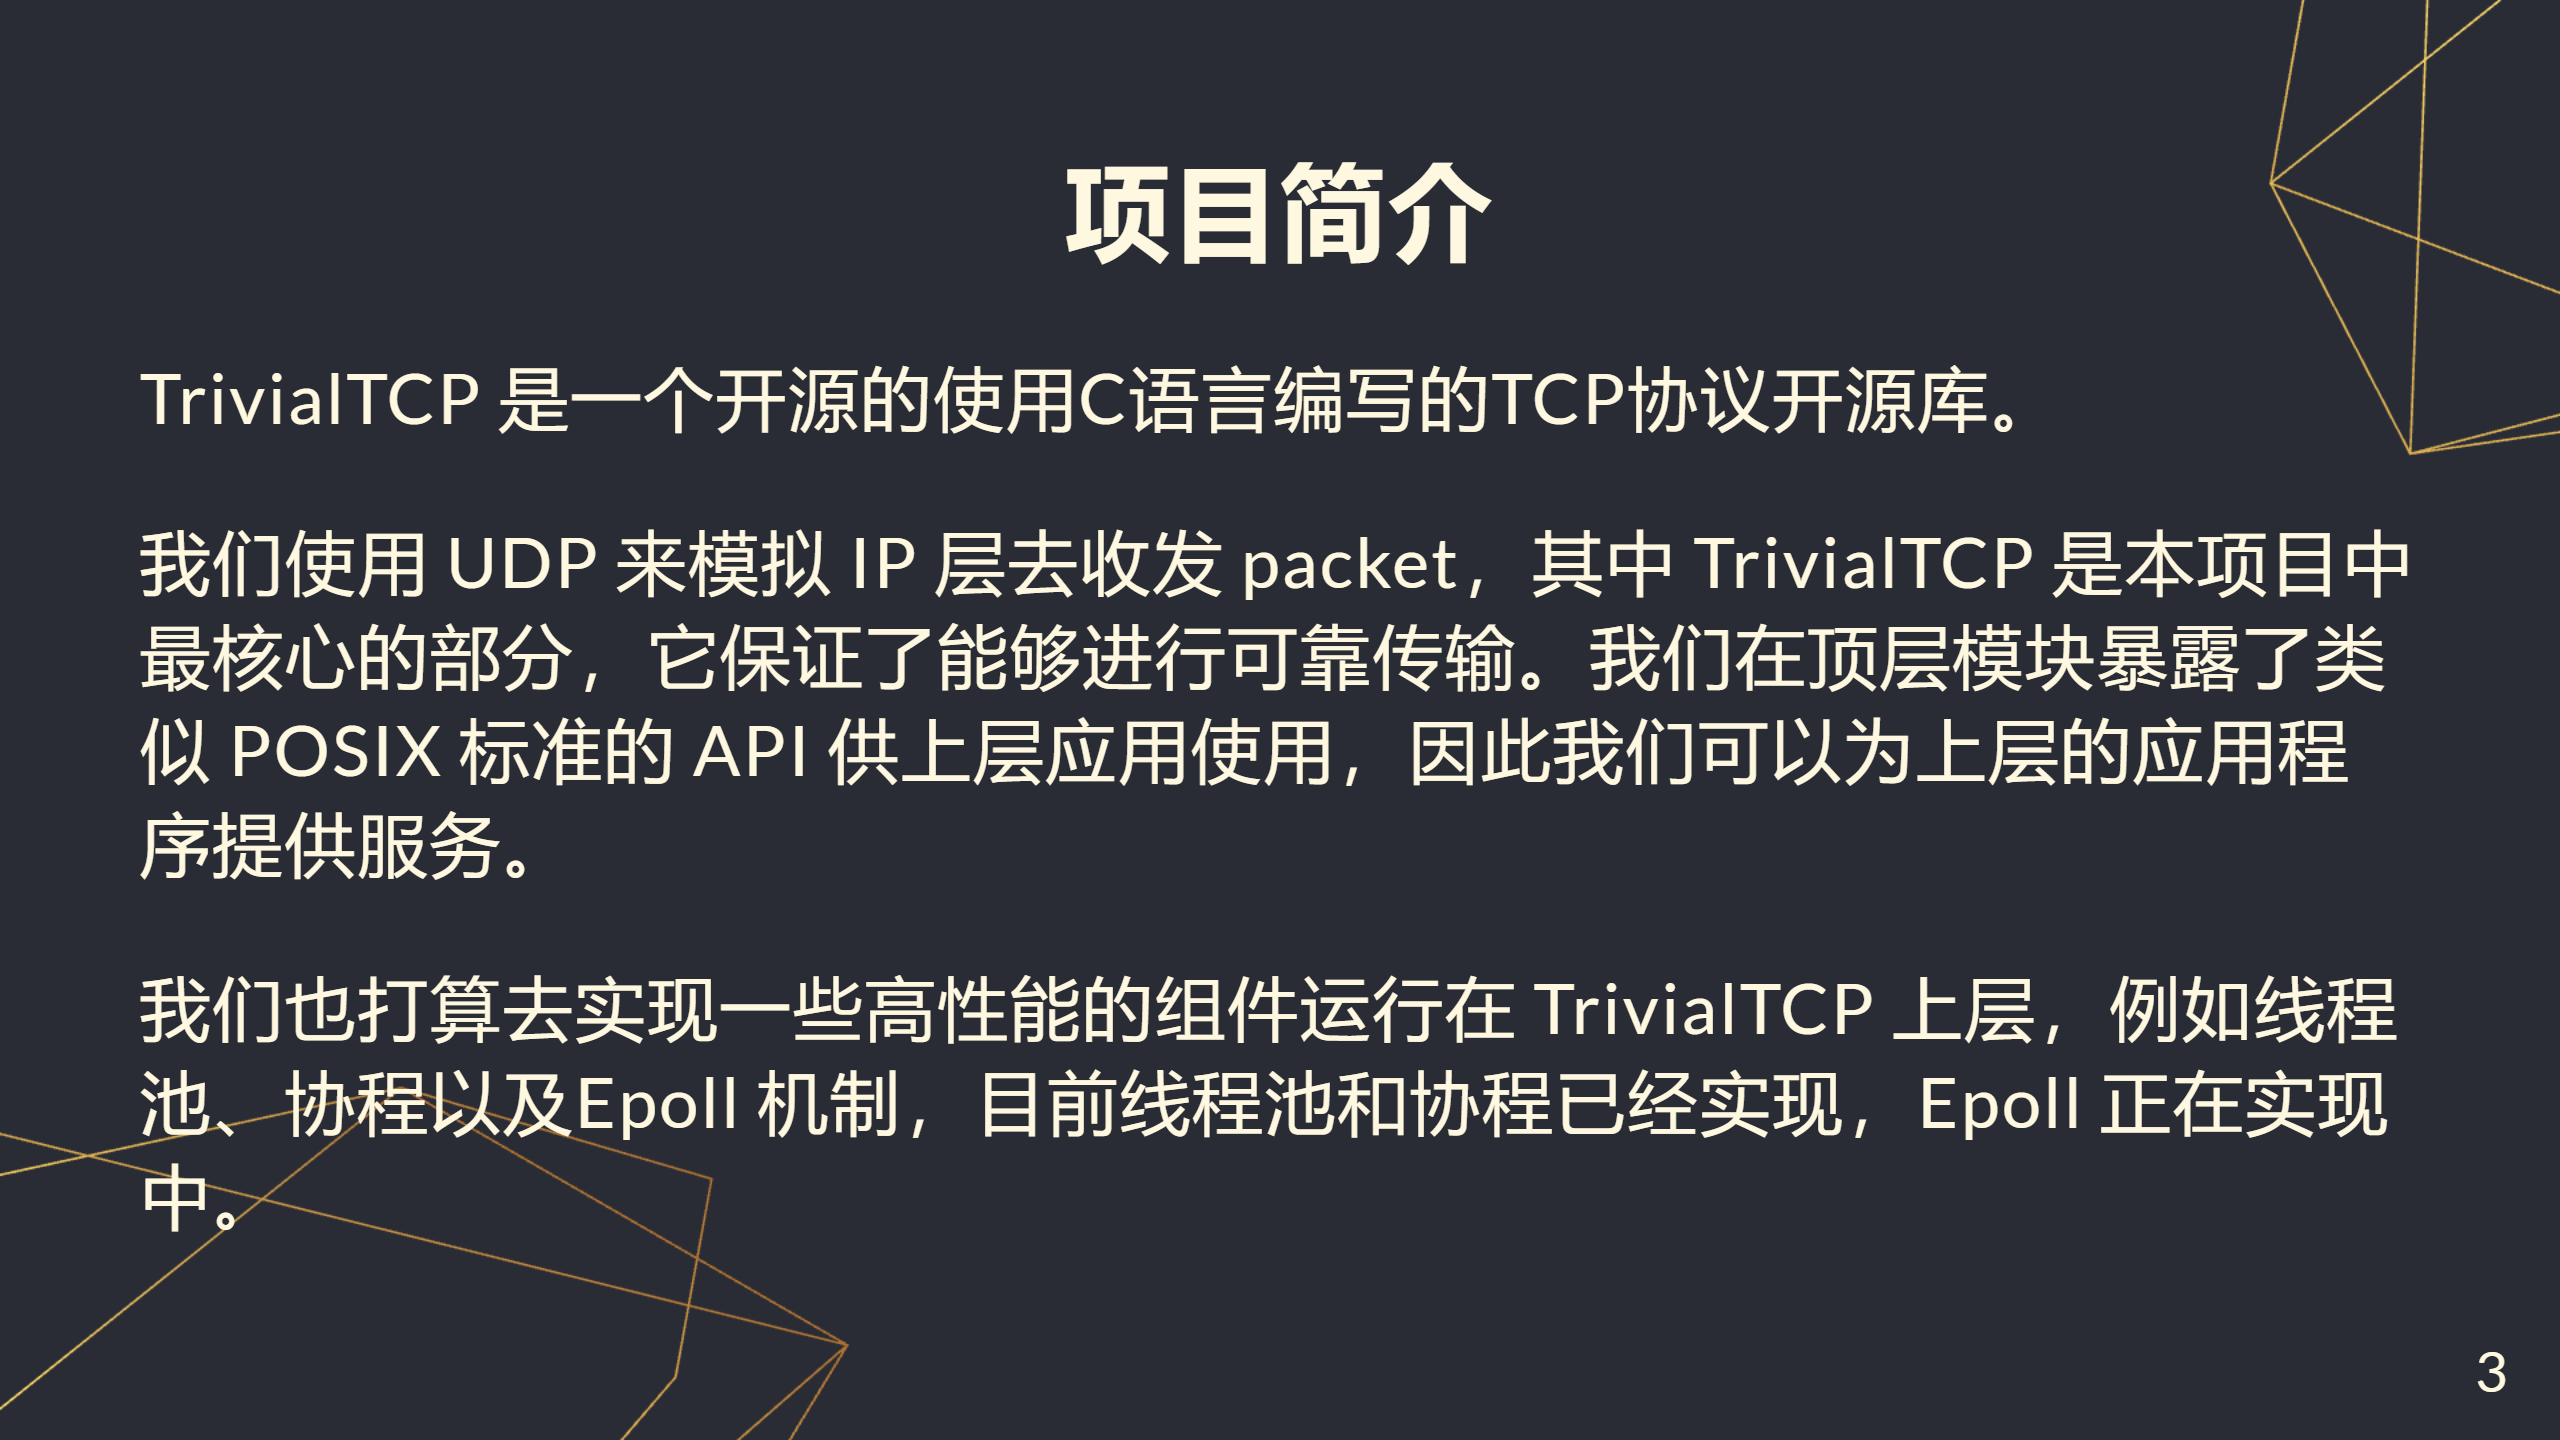 项目简介
TrivialTCP 是一个开源的使用C语言编写的TCP协议开源库。
我们使用 UDP 来模拟 IP 层去收发 packet，其中 TrivialTCP 是本项目中
最核心的部分，它保证了能够进行可靠传输。我们在顶层模块暴露了类
似 POSIX 标准的 API 供上层应用使用，因此我们可以为上层的应用程
序提供服务。
我们也打算去实现一些高性能的组件运行在 TrivialTCP 上层，例如线程
池、协程以及Epoll 机制，目前线程池和协程已经实现，Epoll 正在实现
中。
3